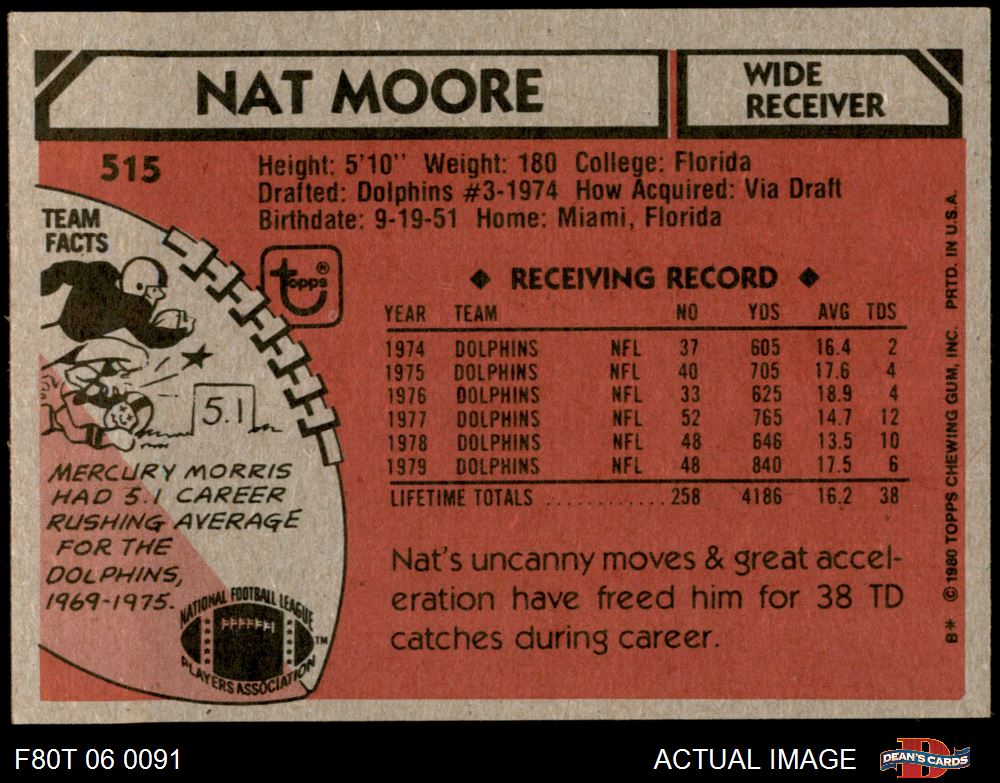 NAT MOORE
WIDE
RECEIVER
515
Height: 5'10" Weight: 180 College: Florida
Drafted: Dolphins #3-1974 How Acquired: Via Draft
Birthdate: 9-19-51 Home: Miami, Florida
TEAM
FACTS
topps®
5.1
MERCURY MORRIS
HAD 5.1 CAREER
RUSHING AVERAGE
FOR THE
DOLPHINS,
1969-1975.
NATIONAL FOOTBALL LEAGUE
PLAYERS ASSOCIATION
TM
◆ RECEIVING RECORD ◆
YEAR TEAM NO YDS AVG TDS
1974 DOLPHINS NFL 37 605 16.4 2
1975 DOLPHINS NFL 40 705 17.6 4
1976 DOLPHINS NFL 33 625 18.9 4
1977 DOLPHINS NFL 52 765 14.7 12
1978 DOLPHINS NFL 48 646 13.5 10
1979 DOLPHINS NFL 48 840 17.5 6
LIFETIME TOTALS ............ 258 4186 16.2 38
Nat's uncanny moves & great accel-
eration have freed him for 38 TD
catches during career.
B* © 1980 TOPPS CHEWING GUM, INC. PRTD. IN U.S.A.
F80T 06 0091
ACTUAL IMAGE
D
DEAN'S CARDS